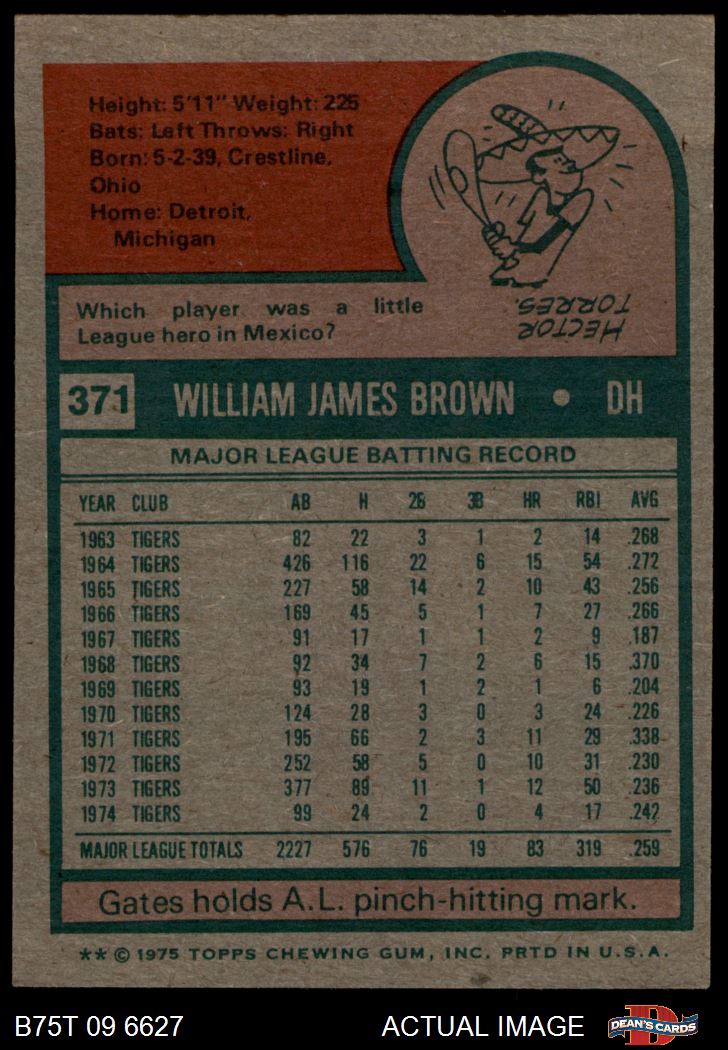 Height: 5'11" Weight: 225
Bats: Left Throws: Right
Born: 5-2-39, Crestline,
Ohio
Home: Detroit,
Michigan
Which player was a little
League hero in Mexico?
HECTOR
TORRES.
371 WILLIAM JAMES BROWN • DH
MAJOR LEAGUE BATTING RECORD
YEAR CLUB AB H 2B 3B HR RBI AVG
1963 TIGERS 82 22 3 1 2 14 .268
1964 TIGERS 426 116 22 6 15 54 .272
1965 TIGERS 227 58 14 2 10 43 .256
1966 TIGERS 169 45 5 1 7 27 .266
1967 TIGERS 91 17 1 1 2 9 .187
1968 TIGERS 92 34 7 2 6 15 .370
1969 TIGERS 93 19 1 2 1 6 .204
1970 TIGERS 124 28 3 0 3 24 .226
1971 TIGERS 195 66 2 3 11 29 .338
1972 TIGERS 252 58 5 0 10 31 .230
1973 TIGERS 377 89 11 1 12 50 .236
1974 TIGERS 99 24 2 0 4 17 .242
MAJOR LEAGUE TOTALS 2227 576 76 19 83 319 .259
Gates holds A.L. pinch-hitting mark.
** © 1975 TOPPS CHEWING GUM, INC. PRTD IN U.S.A.
B75T 09 6627 ACTUAL IMAGE DEAN'S CARDS